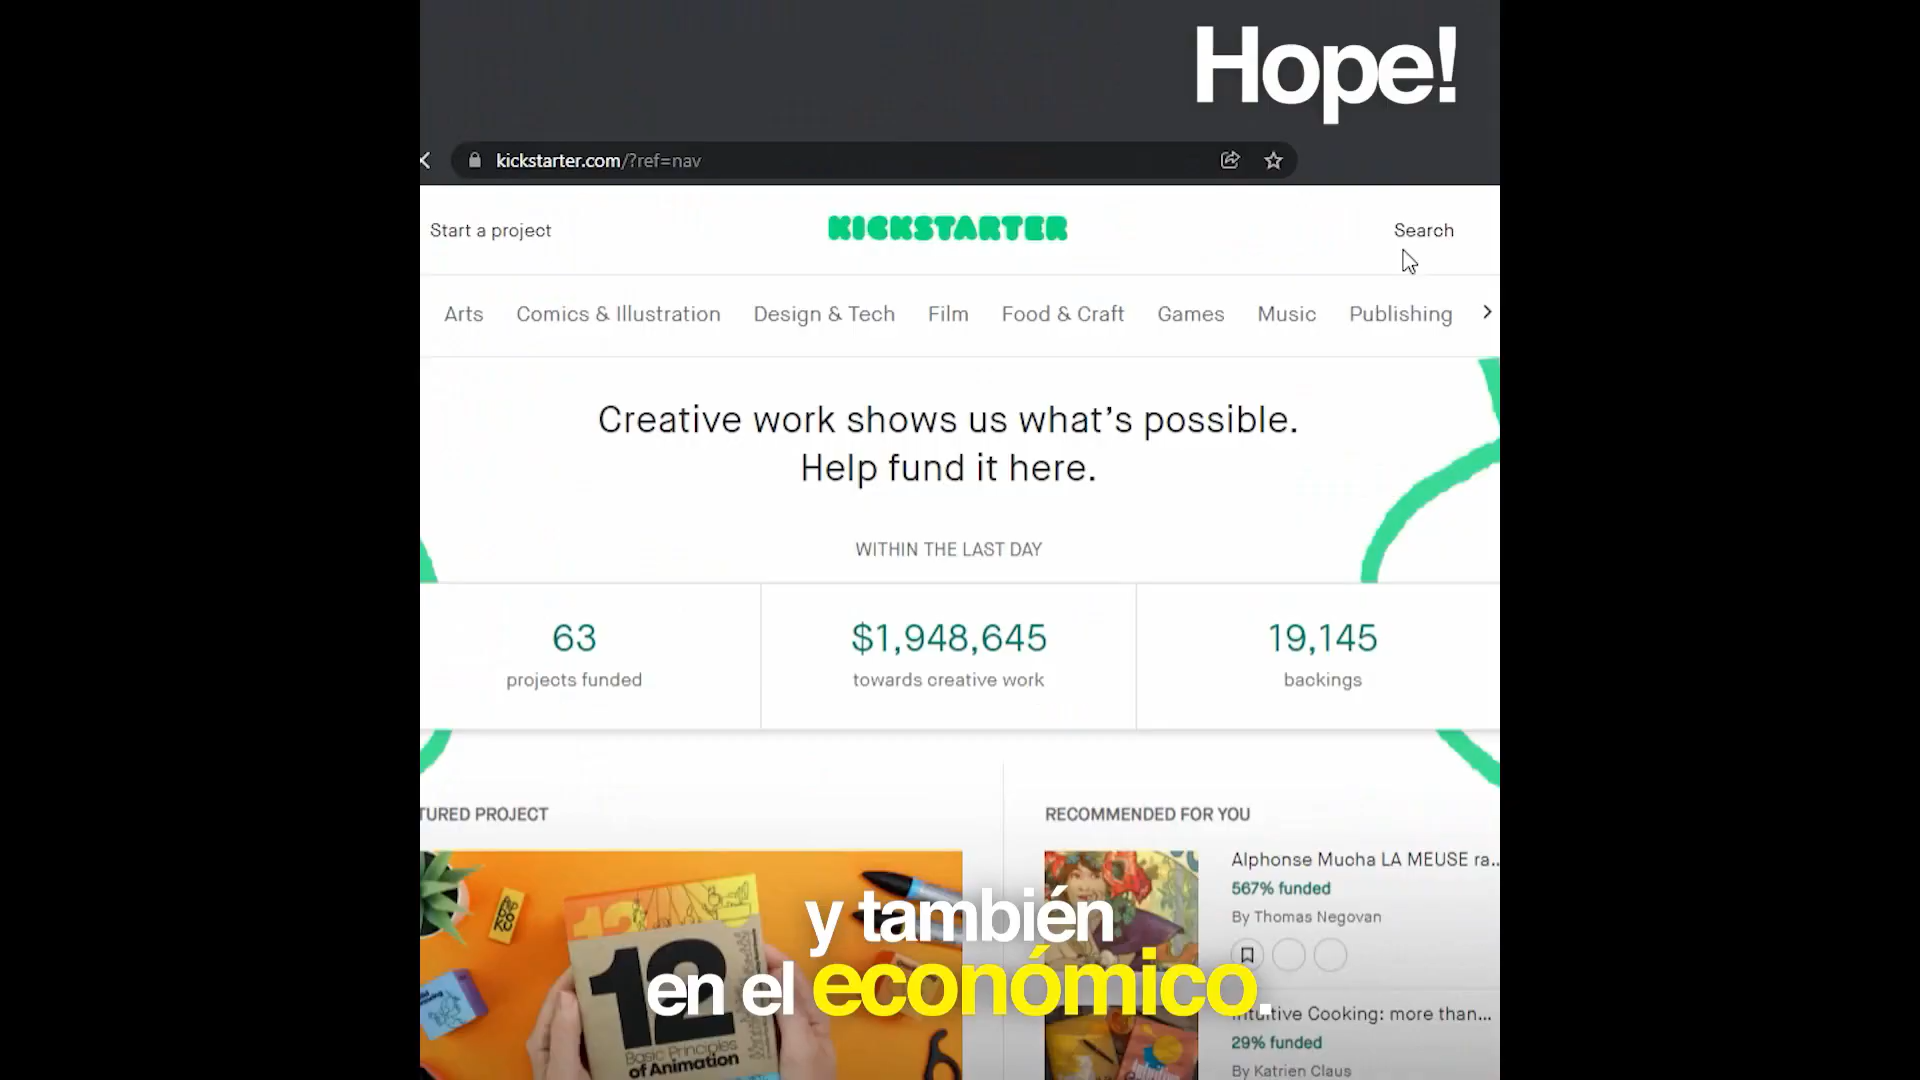 Hope!
kickstarter.com/?ref=nav
Start a project
KICKSTARTER
Search
Arts
Comics & Illustration
Design & Tech
Film
Food & Craft
Games
Music
Publishing
Creative work shows us what's possible.
Help fund it here.
WITHIN THE LAST DAY
63
projects funded
$1,948,645
towards creative work
19,145
backings
TURED PROJECT
RECOMMENDED FOR YOU
Alphonse Mucha LA MEUSE ra...
567% funded
By Thomas Negovan
12
Basic Principles
of Animation
y también
en el económico.
Intuitive Cooking: more than...
29% funded
By Katrien Claus